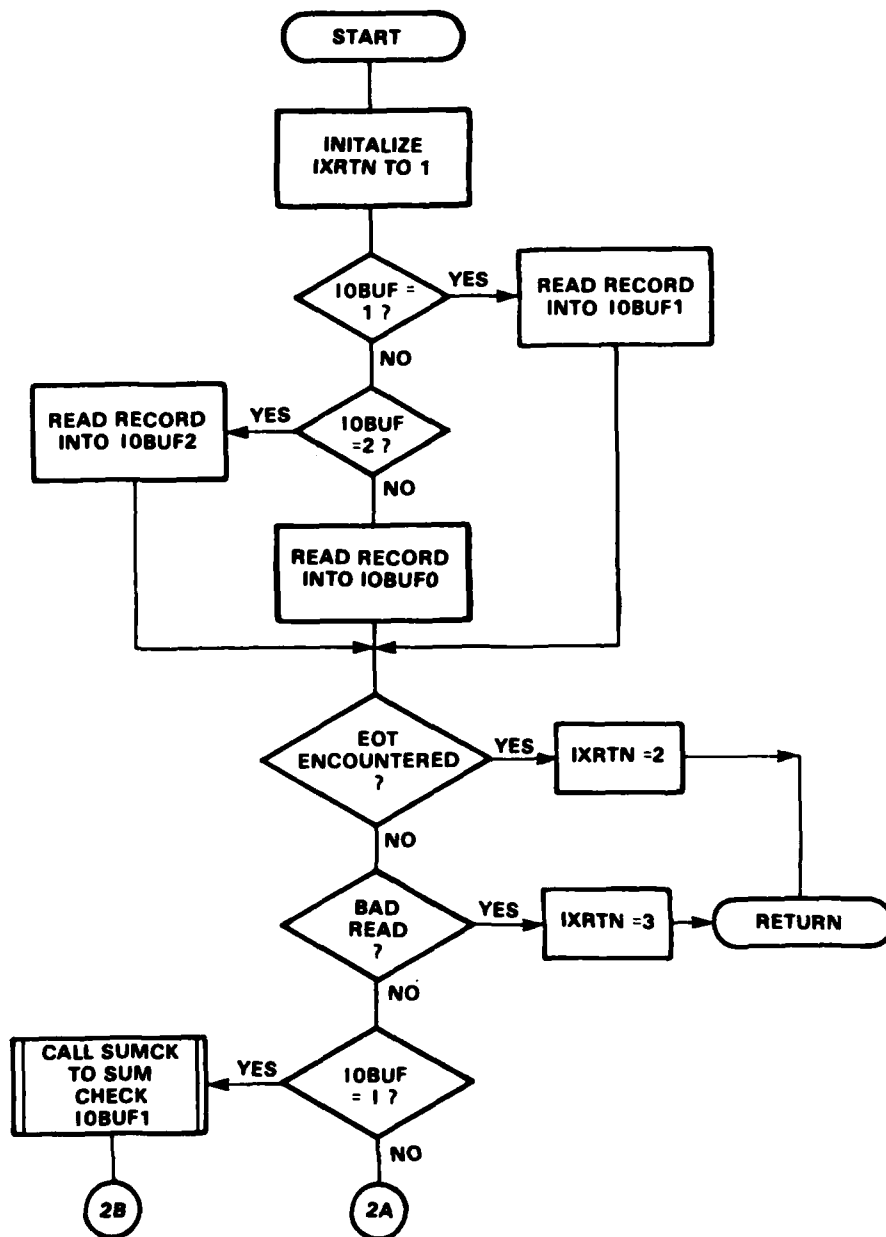 START
INITALIZE
IXRTN TO 1
IOBUF =
1 ?
YES
READ RECORD
INTO IOBUF1
NO
READ RECORD
INTO IOBUF2
YES
IOBUF
=2 ?
NO
READ RECORD
INTO IOBUF0
EOT
ENCOUNTERED
?
YES
IXRTN =2
NO
BAD
READ
?
YES
IXRTN =3
RETURN
NO
CALL SUMCK
TO SUM
CHECK
IOBUF1
YES
IOBUF
= 1 ?
NO
2B
2A